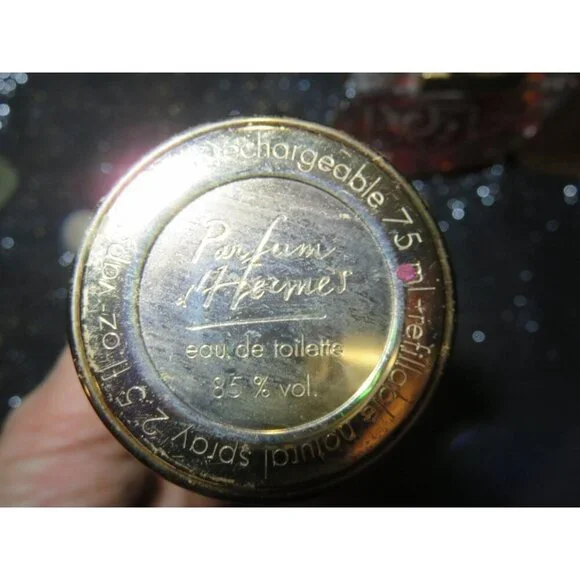 Parfum
d'Hermès
eau de toilette
85 % vol.
rechargeable 75 ml - refillable natural spray 2.5 fl. oz.